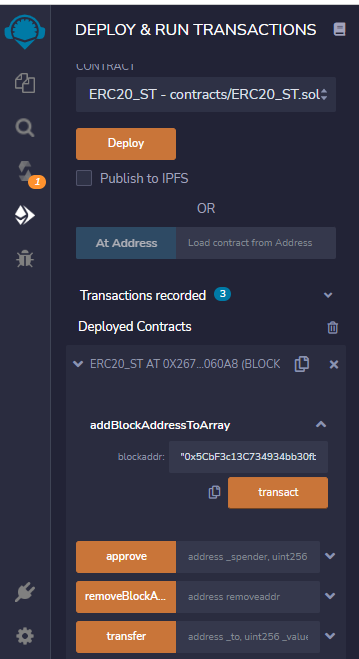 DEPLOY & RUN TRANSACTIONS
CONTRACT
ERC20_ST - contracts/ERC20_ST.sol
Deploy
Publish to IPFS
OR
At Address Load contract from Address
1
Transactions recorded 3
Deployed Contracts
ERC20_ST AT 0X267...060A8 (BLOCK
addBlockAddressToArray
blockaddr: "0x5CbF3c13C734934bb30fb
transact
approve address _spender, uint256
removeBlockA... address removeaddr
transfer address _to, uint256 _value